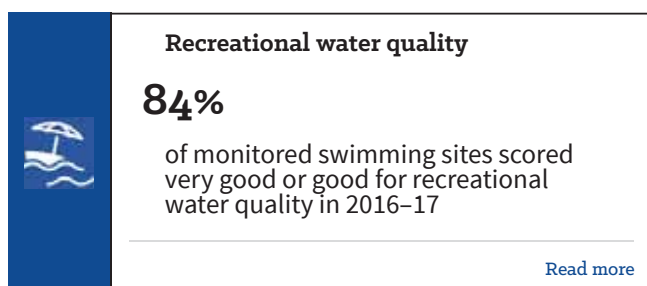 Recreational water quality
84%
of monitored swimming sites scored
very good or good for recreational
water quality in 2016–17
Read more